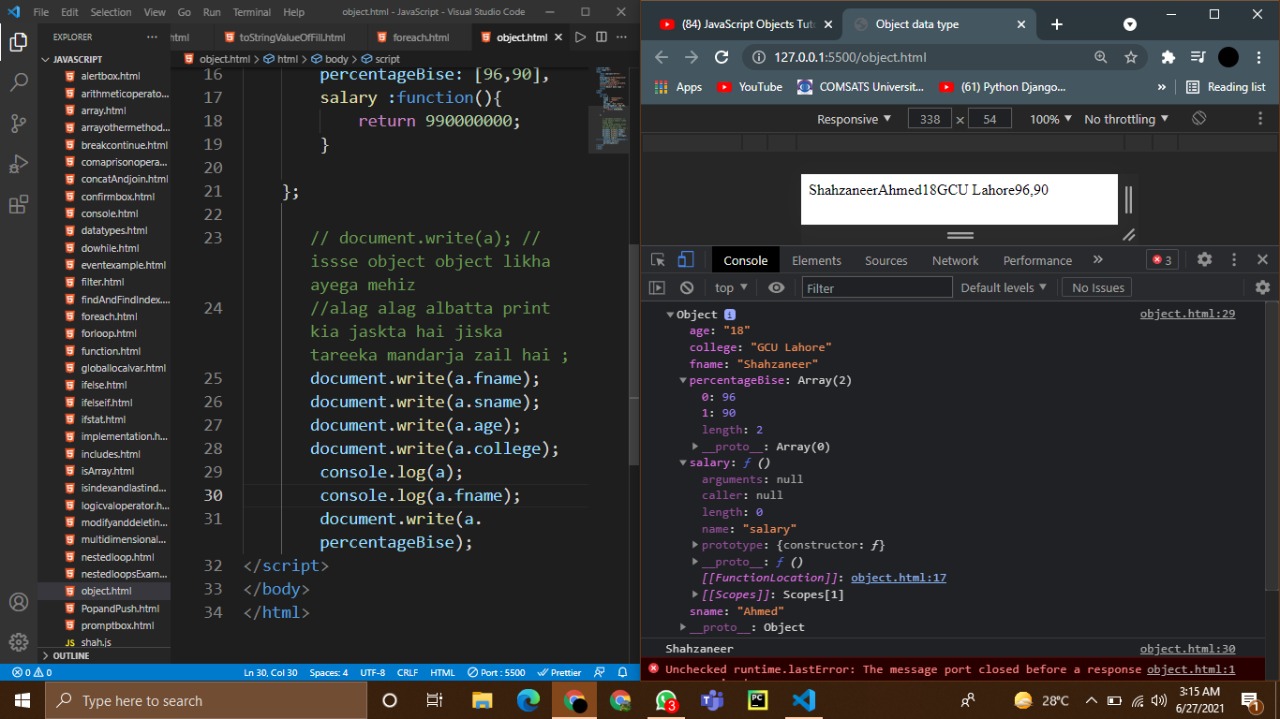 File Edit Selection View Go Run Terminal Help object.html - JavaScript - Visual Studio Code
EXPLORER
JAVASCRIPT
alertbox.html
arithmeticoperato...
array.html
arrayothermethod...
breakcontinue.html
comaprisonopera...
concatAndjoin.html
confirmbox.html
console.html
datatypes.html
dowhile.html
eventexample.html
filter.html
findAndFindIndex...
foreach.html
forloop.html
function.html
globallocalvar.html
ifelse.html
ifelseif.html
ifstat.html
implementation.h...
includes.html
isArray.html
isindexandlastind...
logicvaloperator.h...
modifyanddeletin...
multidimensional...
nestedloop.html
nestedloopsExam...
object.html
PopandPush.html
promptbox.html
JS shah.js
OUTLINE
html toStringValueOfFill.html foreach.html object.html
object.html > html > body > script
16 percentageBise: [96,90],
17 salary :function(){
18 return 990000000;
19 }
20
21 };
22
23 // document.write(a); //
issse object object likha
ayega mehiz
24 //alag alag albatta print
kia jaskta hai jiska
tareeka mandarja zail hai ;
25 document.write(a.fname);
26 document.write(a.sname);
27 document.write(a.age);
28 document.write(a.college);
29 console.log(a);
30 console.log(a.fname);
31 document.write(a.
percentageBise);
32 </script>
33 </body>
34 </html>
0 0 Ln 30, Col 30 Spaces: 4 UTF-8 CRLF HTML Port : 5500 Prettier
(84) JavaScript Objects Tut Object data type
127.0.0.1:5500/object.html
Apps YouTube COMSATS Universit... (61) Python Django... » Reading list
Responsive 338 × 54 100% No throttling
ShahzaneerAhmed18GCU Lahore96,90
Console Elements Sources Network Performance » 3
top Filter Default levels No Issues
Object i object.html:29
age: "18"
college: "GCU Lahore"
fname: "Shahzaneer"
percentageBise: Array(2)
0: 96
1: 90
length: 2
__proto__: Array(0)
salary: ƒ ()
arguments: null
caller: null
length: 0
name: "salary"
prototype: {constructor: ƒ}
__proto__: ƒ ()
[[FunctionLocation]]: object.html:17
[[Scopes]]: Scopes[1]
sname: "Ahmed"
__proto__: Object
Shahzaneer object.html:30
Unchecked runtime.lastError: The message port closed before a response object.html:1
Type here to search 3 PC 28°C 3:15 AM
6/27/2021 1